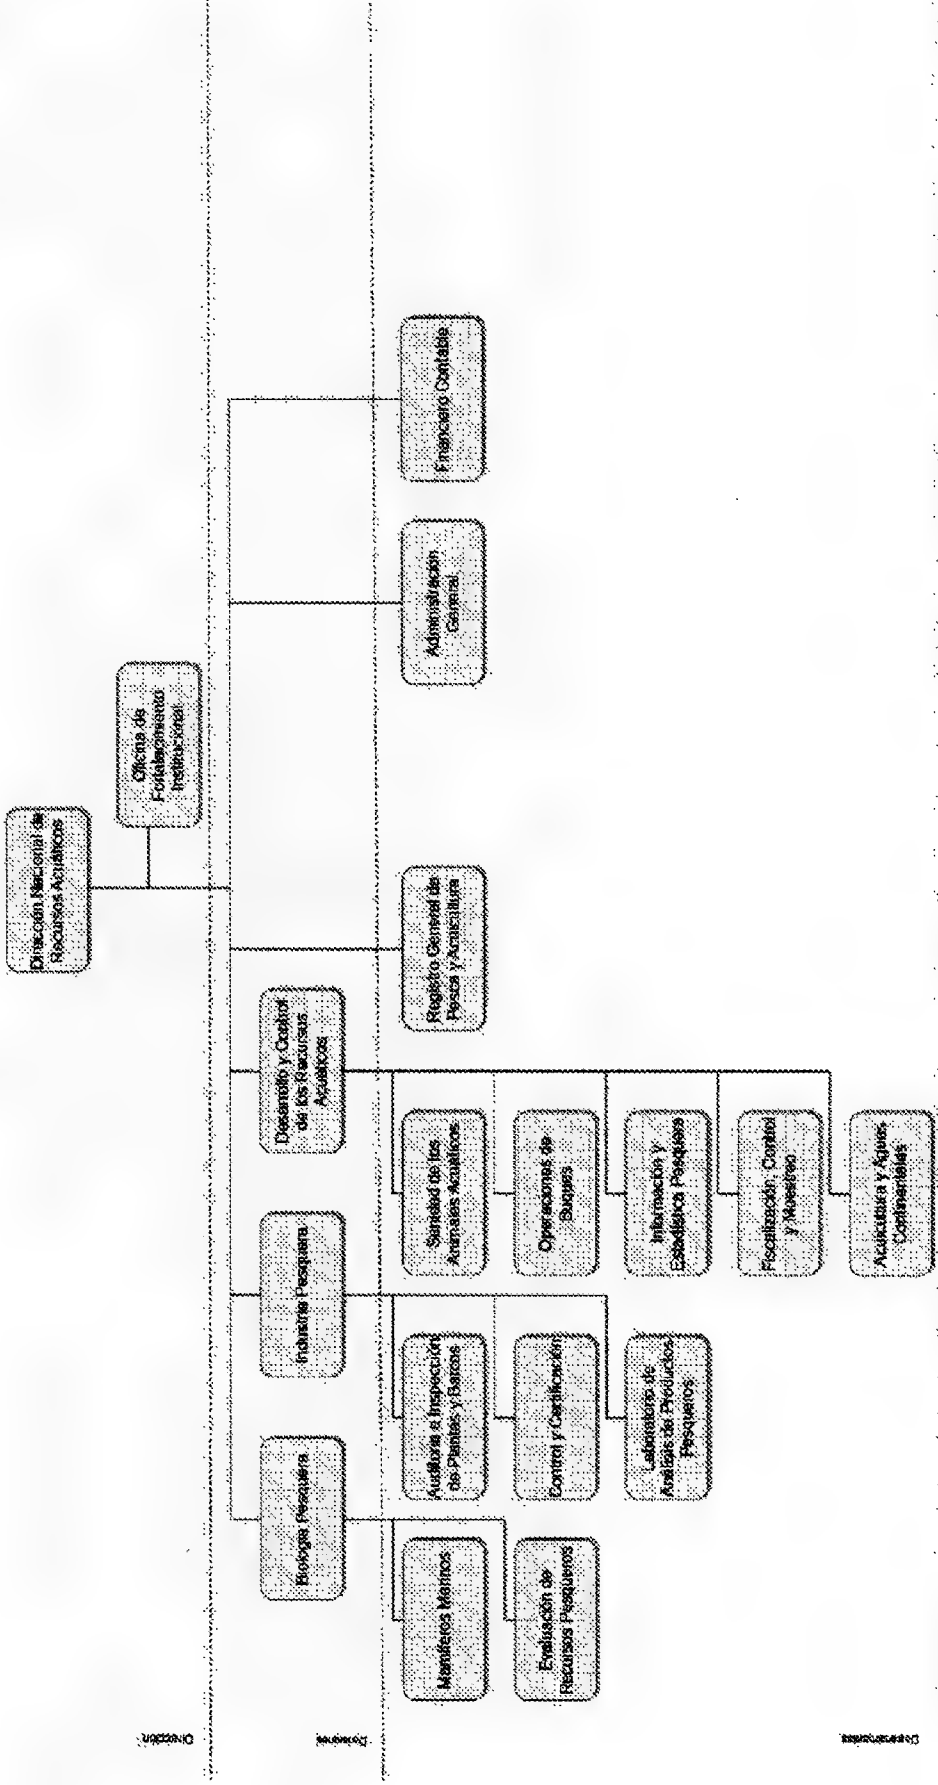 Dirección Nacional de
Recursos Acuáticos
Oficina de
Fortalecimiento
Institucional
Dirección
Biología Pesquera
Industria Pesquera
Desarrollo y Control
de los Recursos
Acuáticos
Divisiones
Mamíferos Marinos
Evaluación de
Recursos Pesqueros
Auditoría e Inspección
de Plantas y Barcos
Control y Certificación
Laboratorio de
Análisis de Productos
Pesqueros
Sanidad de los
Animales Acuáticos
Operaciones de
Buques
Información y
Estadística Pesquera
Fiscalización, Control
y Muestreo
Acuicultura y Aguas
Continentales
Registro General de
Pesca y Acuicultura
Administración
General
Financiero Contable
Departamentos